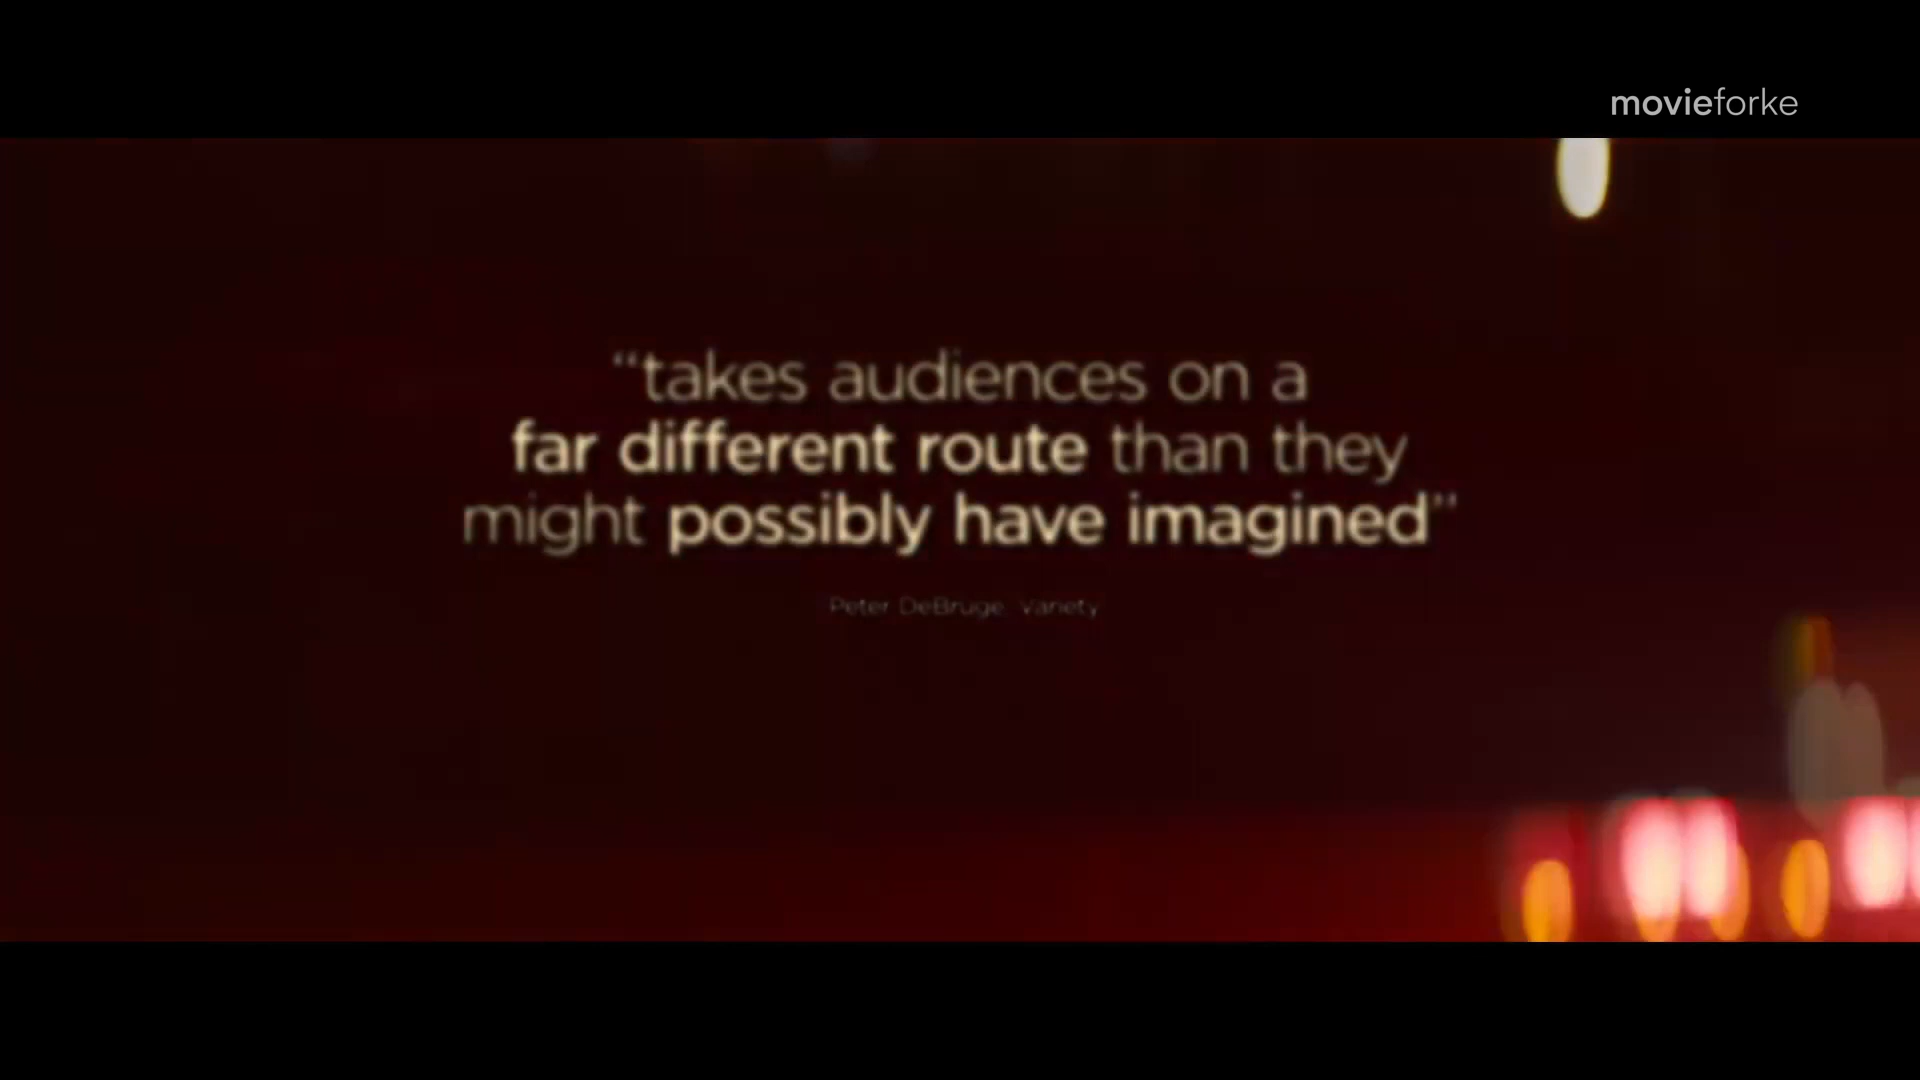 movieforke
“takes audiences on a
far different route than they
might possibly have imagined”
Peter DeBruge, Variety